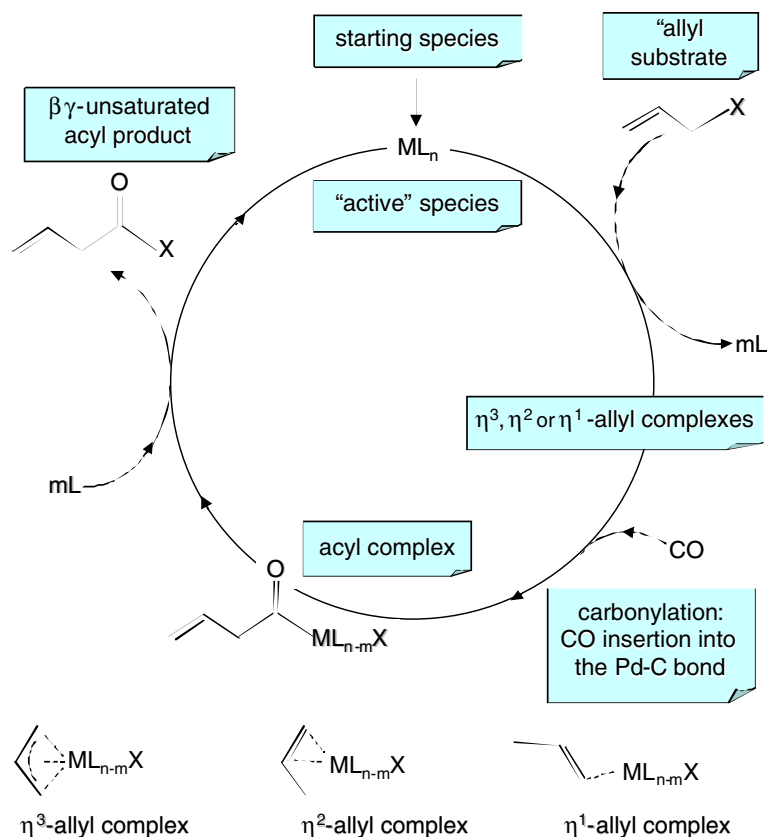 starting species
"allyl
substrate
βγ-unsaturated
acyl product
X
MLₙ
O
"active" species
X
mL
η³, η² or η¹-allyl complexes
mL
acyl complex
CO
O
MLₙ₋ₘX
carbonylation:
CO insertion into
the Pd-C bond
MLₙ₋ₘX
MLₙ₋ₘX
MLₙ₋ₘX
η³-allyl complex
η²-allyl complex
η¹-allyl complex